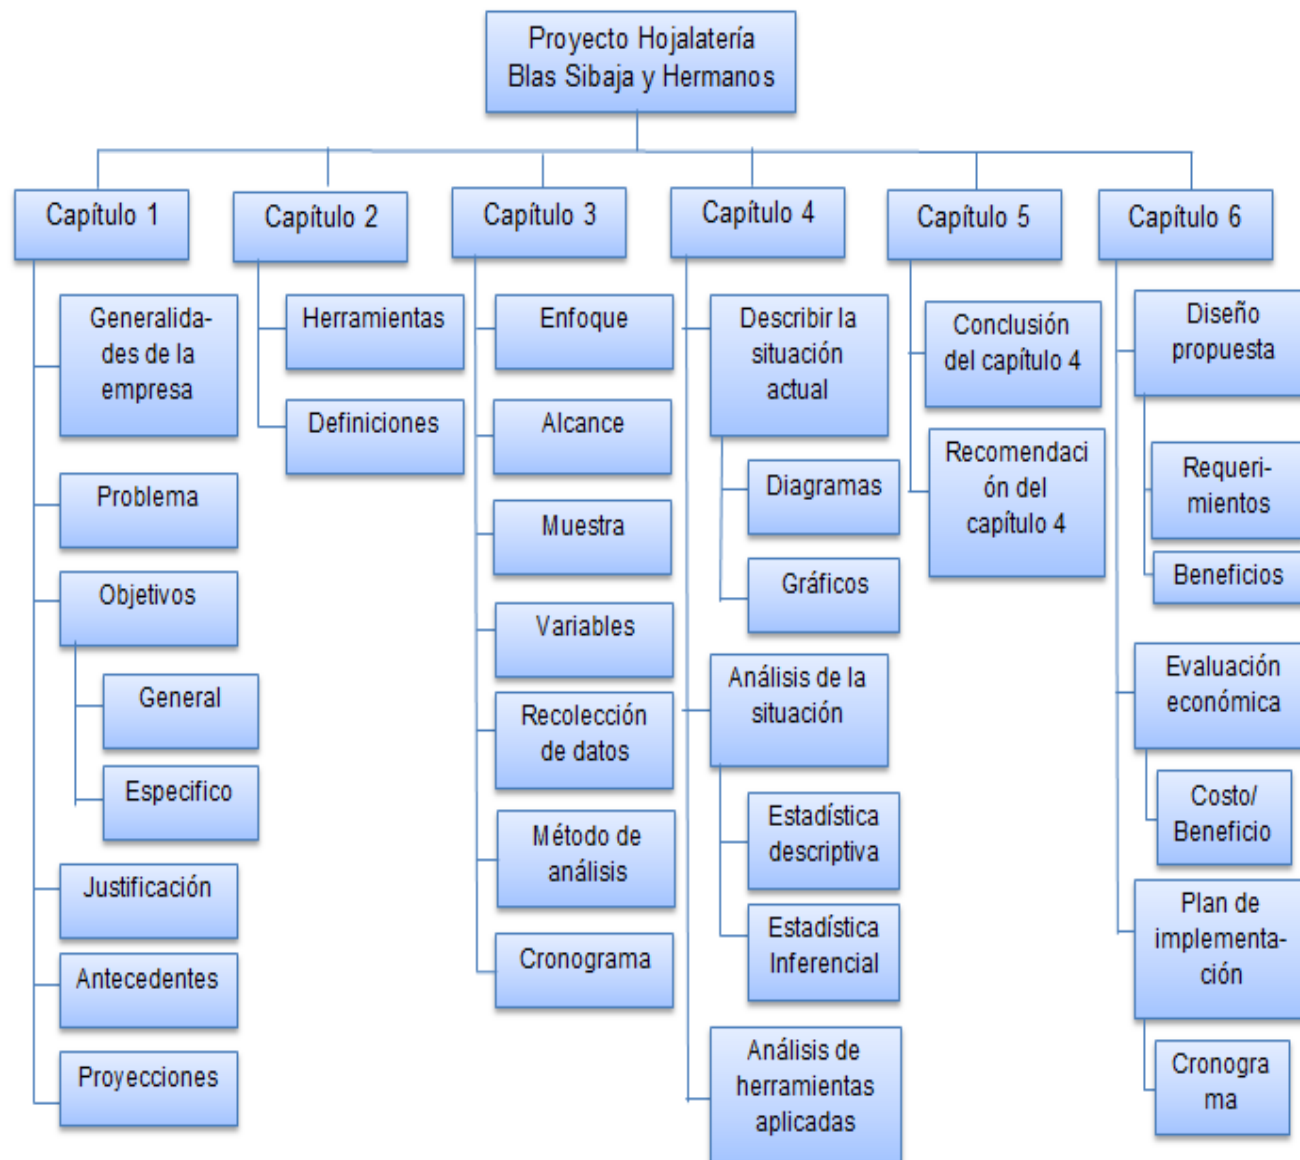 Proyecto Hojalatería
Blas Sibaja y Hermanos
Capítulo 1
Generalida-
des de la
empresa
Problema
Objetivos
General
Especifico
Justificación
Antecedentes
Proyecciones
Capítulo 2
Herramientas
Definiciones
Capítulo 3
Enfoque
Alcance
Muestra
Variables
Recolección
de datos
Método de
análisis
Cronograma
Capítulo 4
Describir la
situación
actual
Diagramas
Gráficos
Análisis de la
situación
Estadística
descriptiva
Estadística
Inferencial
Análisis de
herramientas
aplicadas
Capítulo 5
Conclusión
del capítulo 4
Recomendaci
ón del
capítulo 4
Capítulo 6
Diseño
propuesta
Requeri-
mientos
Beneficios
Evaluación
económica
Costo/
Beneficio
Plan de
implementa-
ción
Cronogra
ma